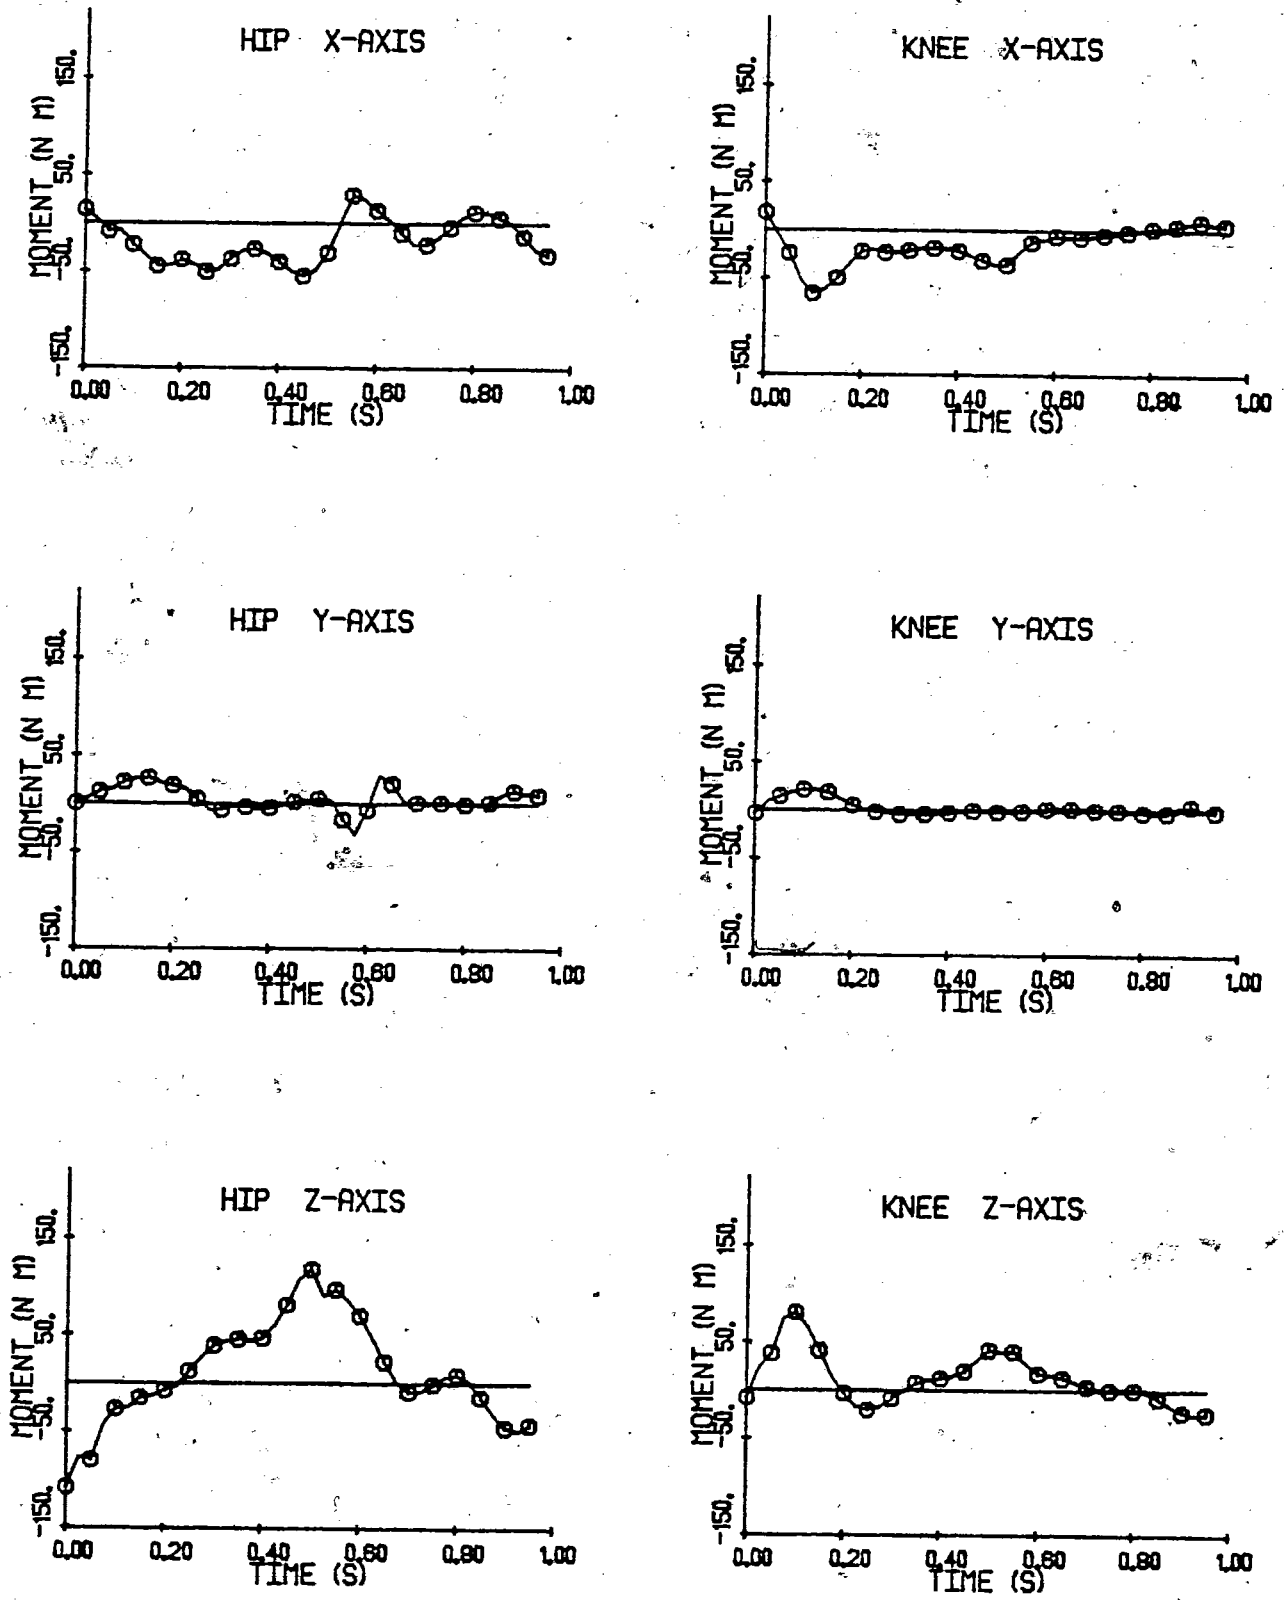 HIP X-AXIS
MOMENT (N M)
150.
50.
-50.
-150.
0.00 0.20 0.40 0.60 0.80 1.00
TIME (S)
KNEE X-AXIS
MOMENT (N M)
150.
50.
-50.
-150.
0.00 0.20 0.40 0.60 0.80 1.00
TIME (S)
HIP Y-AXIS
MOMENT (N M)
150.
50.
-50.
-150.
0.00 0.20 0.40 0.60 0.80 1.00
TIME (S)
KNEE Y-AXIS
MOMENT (N M)
150.
50.
-50.
-150.
0.00 0.20 0.40 0.60 0.80 1.00
TIME (S)
HIP Z-AXIS
MOMENT (N M)
150.
50.
-50.
-150.
0.00 0.20 0.40 0.60 0.80 1.00
TIME (S)
KNEE Z-AXIS
MOMENT (N M)
150.
50.
-50.
-150.
0.00 0.20 0.40 0.60 0.80 1.00
TIME (S)